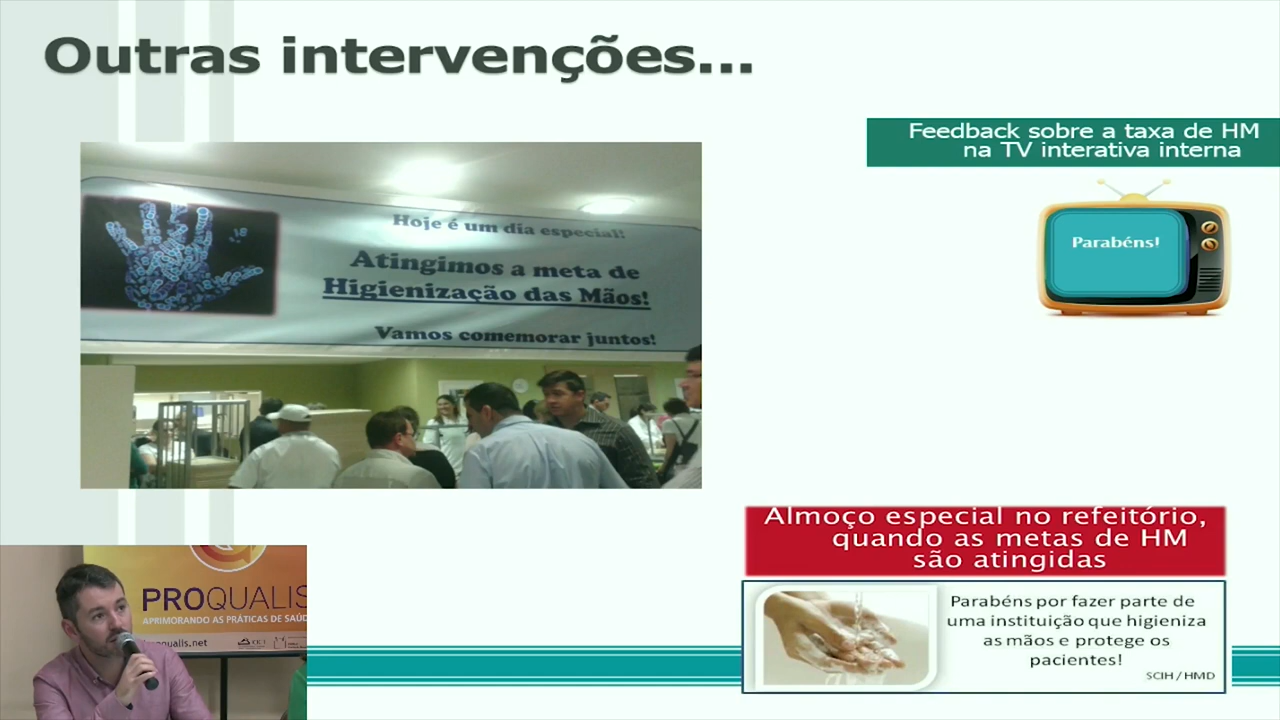 Outras intervenções...
Feedback sobre a taxa de HM
na TV interativa interna
Parabéns!
Hoje é um dia especial!
Atingimos a meta de
Higienização das Mãos!
Vamos comemorar juntos!
Almoço especial no refeitório,
quando as metas de HM
são atingidas
Parabéns por fazer parte de
uma instituição que higieniza
as mãos e protege os
pacientes!
SCIH / HMD
PROQUALIS
APRIMORANDO AS PRÁTICAS DE SAÚD